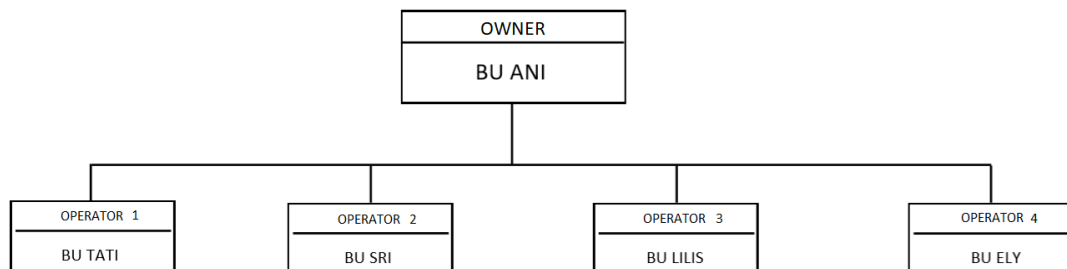 OWNER
BU ANI
OPERATOR 1
BU TATI
OPERATOR 2
BU SRI
OPERATOR 3
BU LILIS
OPERATOR 4
BU ELY